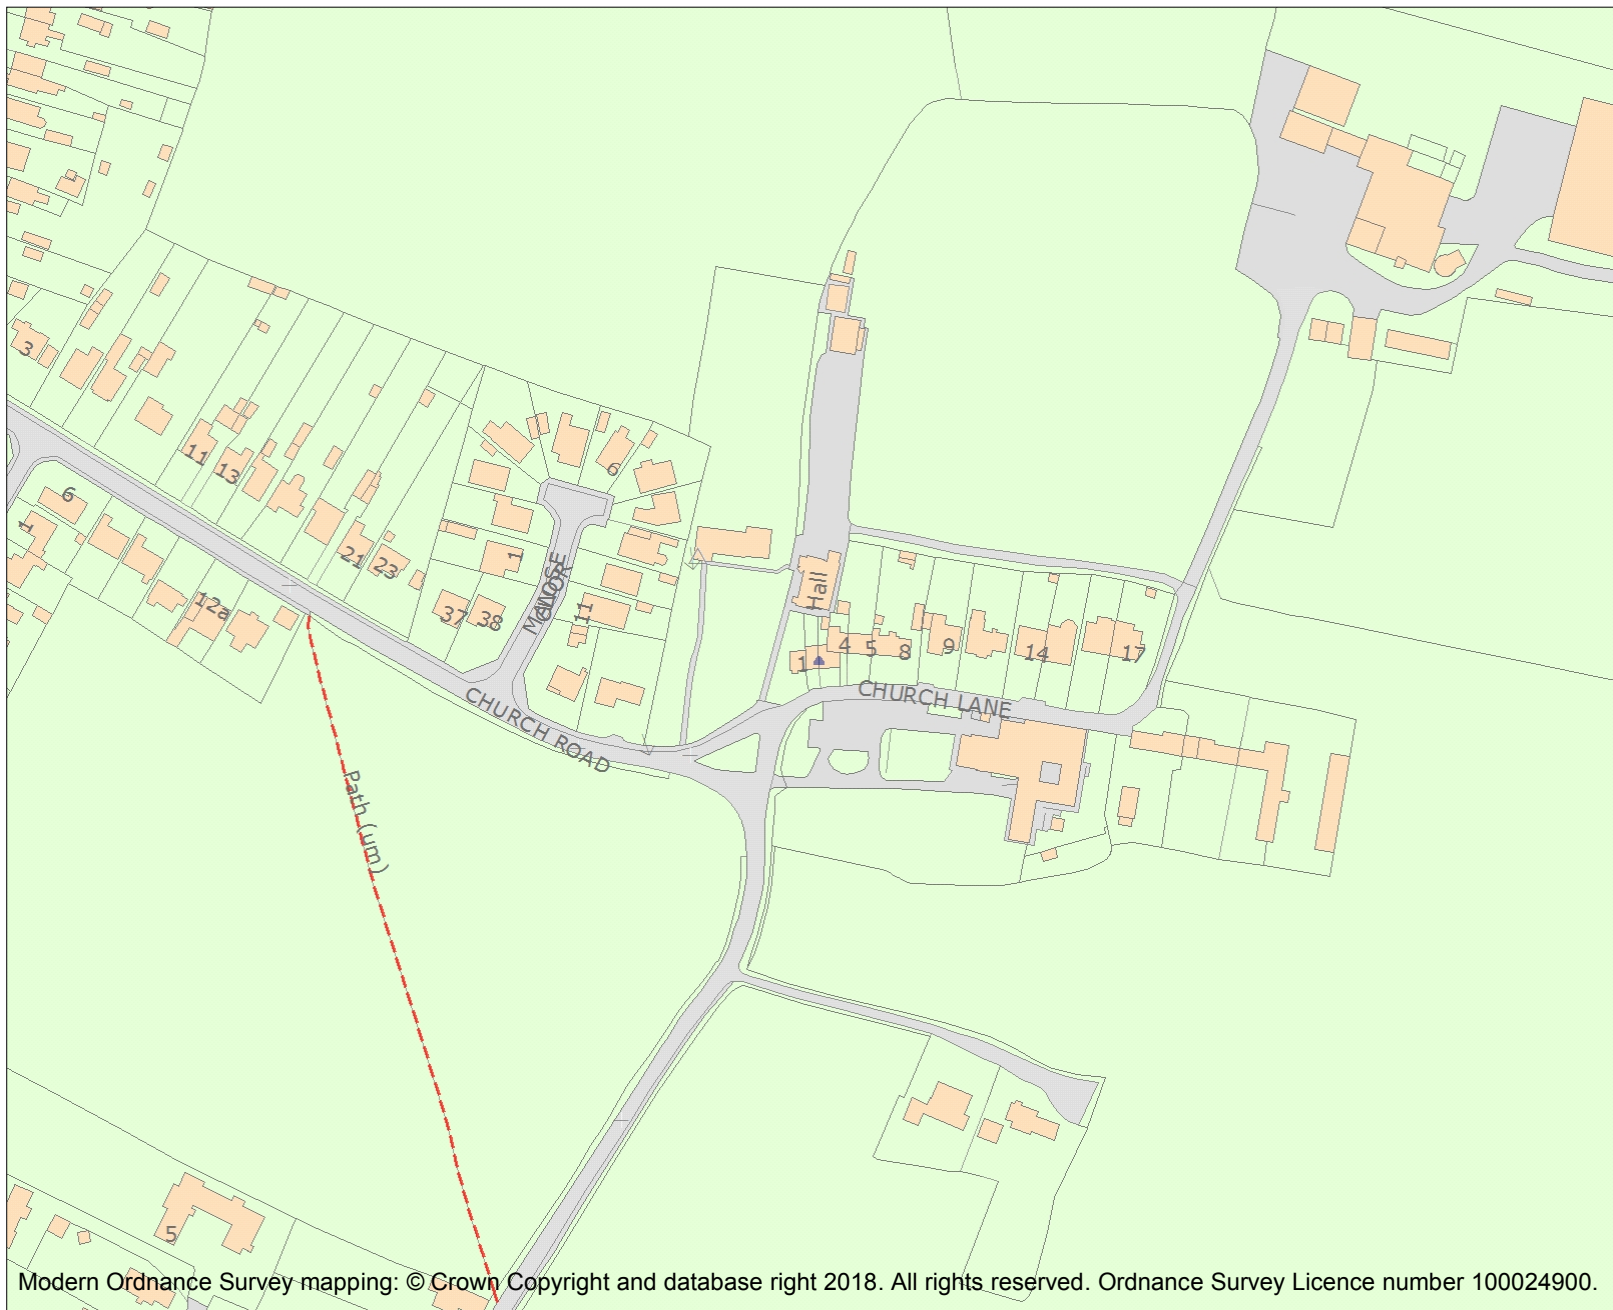 3
11
13
6
1
21
23
12a
37
38
1
6
MANOR
CLOSE
11
Hall
1
4
5
8
9
14
17
CHURCH LANE
CHURCH ROAD
Path (um)
5
Modern Ordnance Survey mapping: © Crown Copyright and database right 2018. All rights reserved. Ordnance Survey Licence number 100024900.